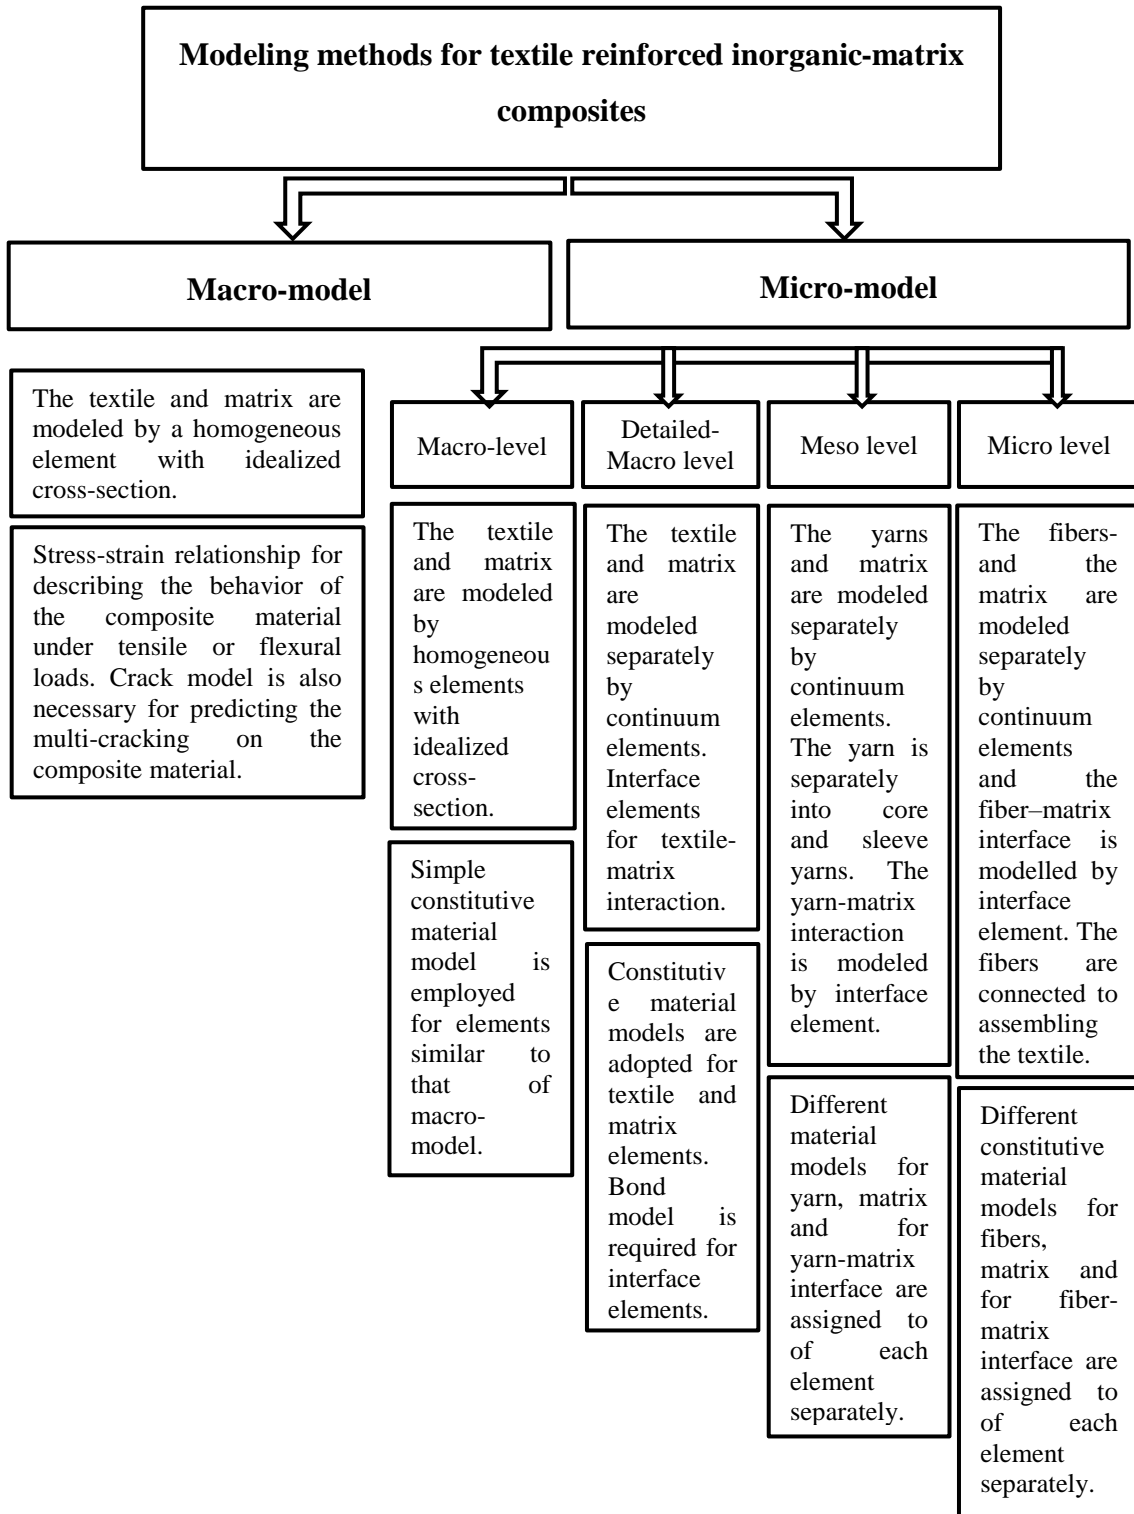 Modeling methods for textile reinforced inorganic-matrix
composites
Macro-model
Micro-model
The textile and matrix are
modeled by a homogeneous
element with idealized
cross-section.
Stress-strain relationship for
describing the behavior of
the composite material
under tensile or flexural
loads. Crack model is also
necessary for predicting the
multi-cracking on the
composite material.
Macro-level
The textile
and matrix
are modeled
by
homogeneou
s elements
with
idealized
cross-
section.
Simple
constitutive
material
model is
employed
for elements
similar to
that of
macro-
model.
Detailed-
Macro level
The textile
and matrix
are
modeled
separately
by
continuum
elements.
Interface
elements
for textile-
matrix
interaction.
Constitutiv
e material
models are
adopted for
textile and
matrix
elements.
Bond
model is
required for
interface
elements.
Meso level
The yarns
and matrix
are modeled
separately
by
continuum
elements.
The yarn is
separately
into core
and sleeve
yarns. The
yarn-matrix
interaction
is modeled
by interface
element.
Different
material
models for
yarn, matrix
and for
yarn-matrix
interface are
assigned to
of each
element
separately.
Micro level
The fibers-
and the
matrix are
modeled
separately
by
continuum
elements
and the
fiber–matrix
interface is
modelled by
interface
element. The
fibers are
connected to
assembling
the textile.
Different
constitutive
material
models for
fibers,
matrix and
for fiber-
matrix
interface are
assigned to
of each
element
separately.